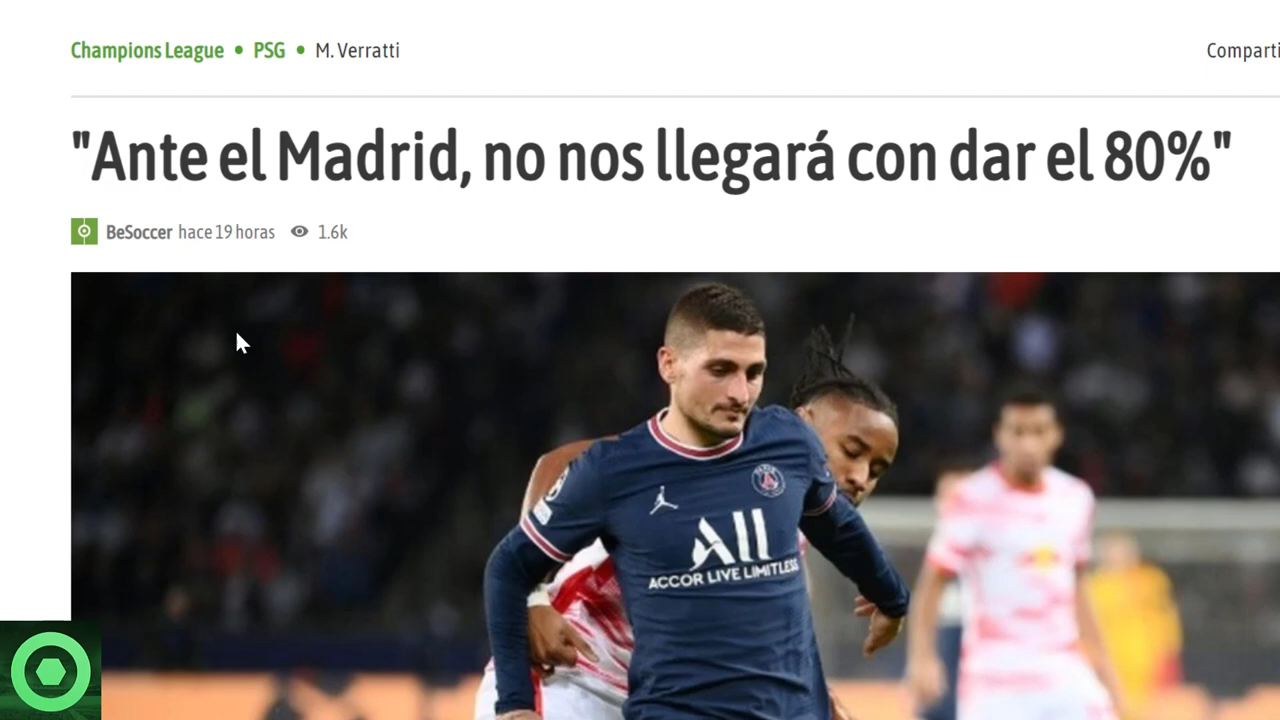 Champions League • PSG • M. Verratti
Comparti
"Ante el Madrid, no nos llegará con dar el 80%"
BeSoccer hace 19 horas 1.6k
ALL
ACCOR LIVE LIMITLESS